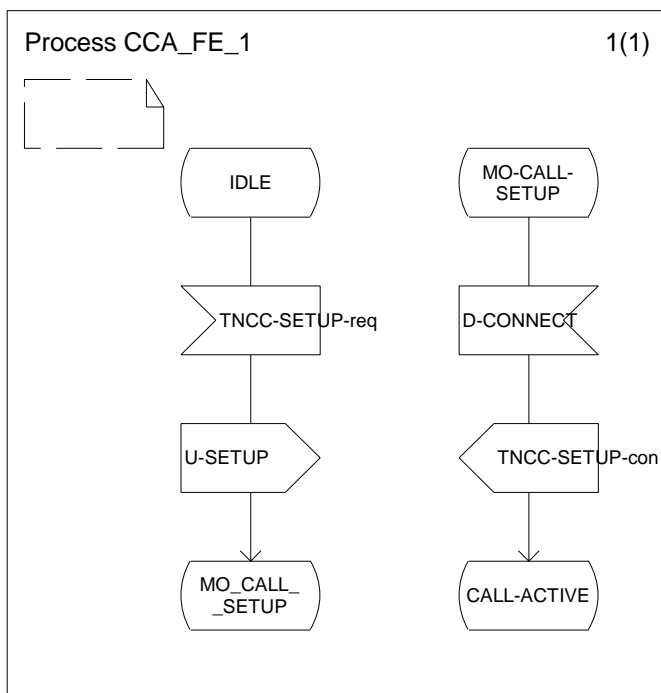 Process CCA_FE_1
1(1)
IDLE
TNCC-SETUP-req
U-SETUP
MO_CALL_
_SETUP
MO-CALL-
SETUP
D-CONNECT
TNCC-SETUP-con
CALL-ACTIVE